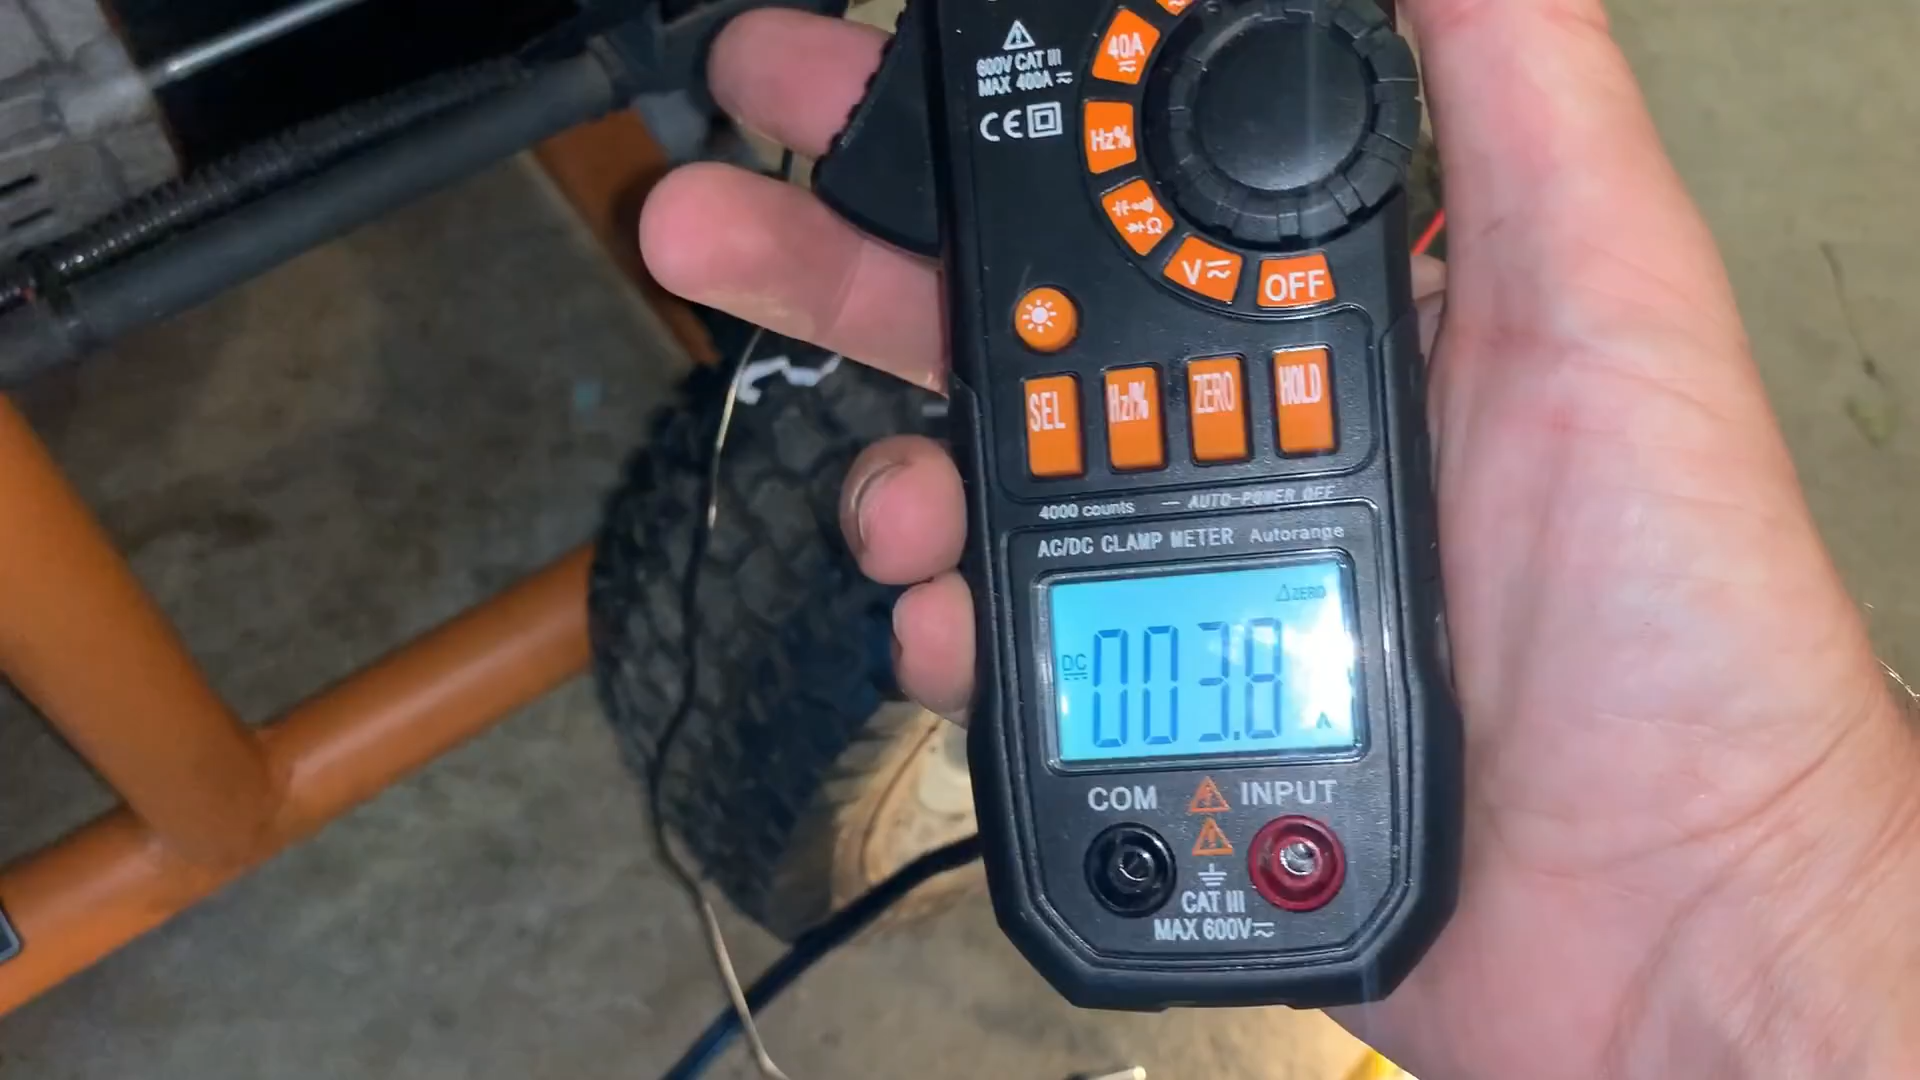 600V CAT III
MAX 400A
CE
40A
Hz%
Ω
V
OFF
SEL
Hz/%
ZERO
HOLD
4000 counts
AUTO-POWER OFF
AC/DC CLAMP METER Autorange
ΔZERO
DC 003.8 A
COM INPUT
CAT III
MAX 600V